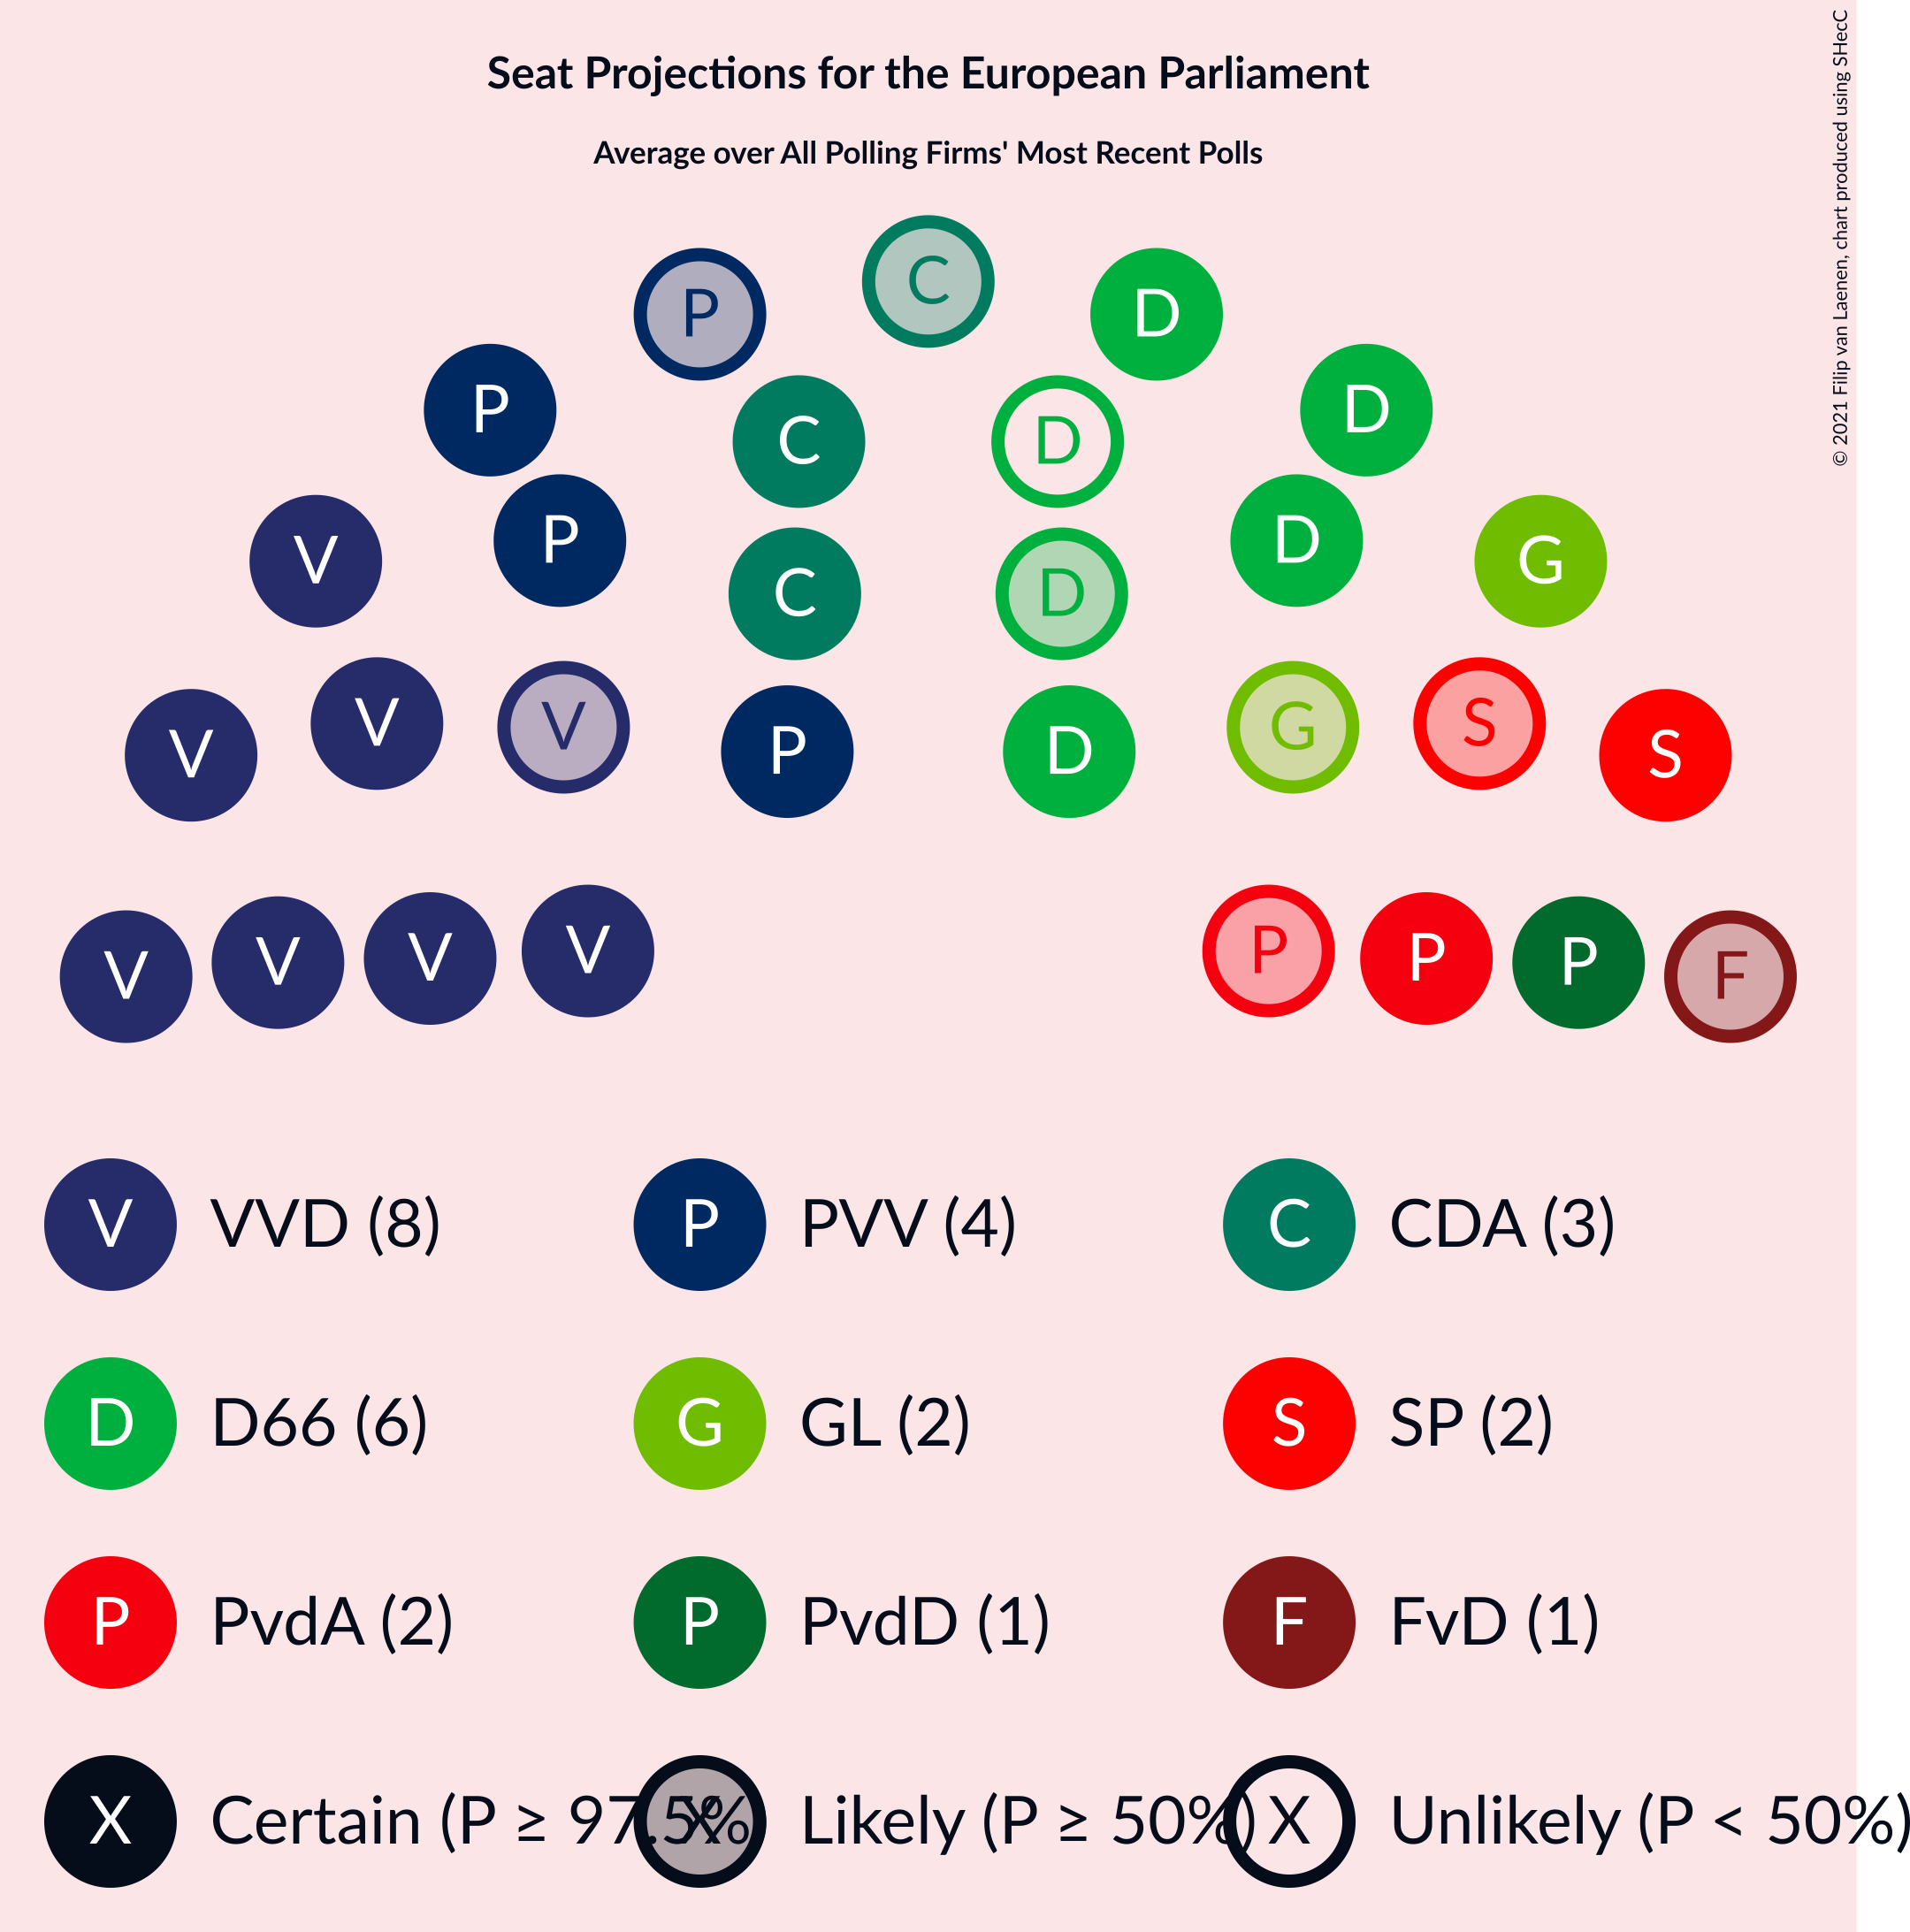 Seat Projections for the European Parliament
Average over All Polling Firms' Most Recent Polls
© 2021 Filip van Laenen, chart produced using SHecC
C
P D
P D
C D
P D
V G
C D
V S
V G S
V P D
V P
V P
V P
V F
V VVD (8) P PVV (4) C CDA (3)
D D66 (6) G GL (2) S SP (2)
P PvdA (2) P PvdD (1) F FvD (1)
X Certain (P ≥ 97.5% X Likely (P ≥ 50%) X Unlikely (P < 50%)